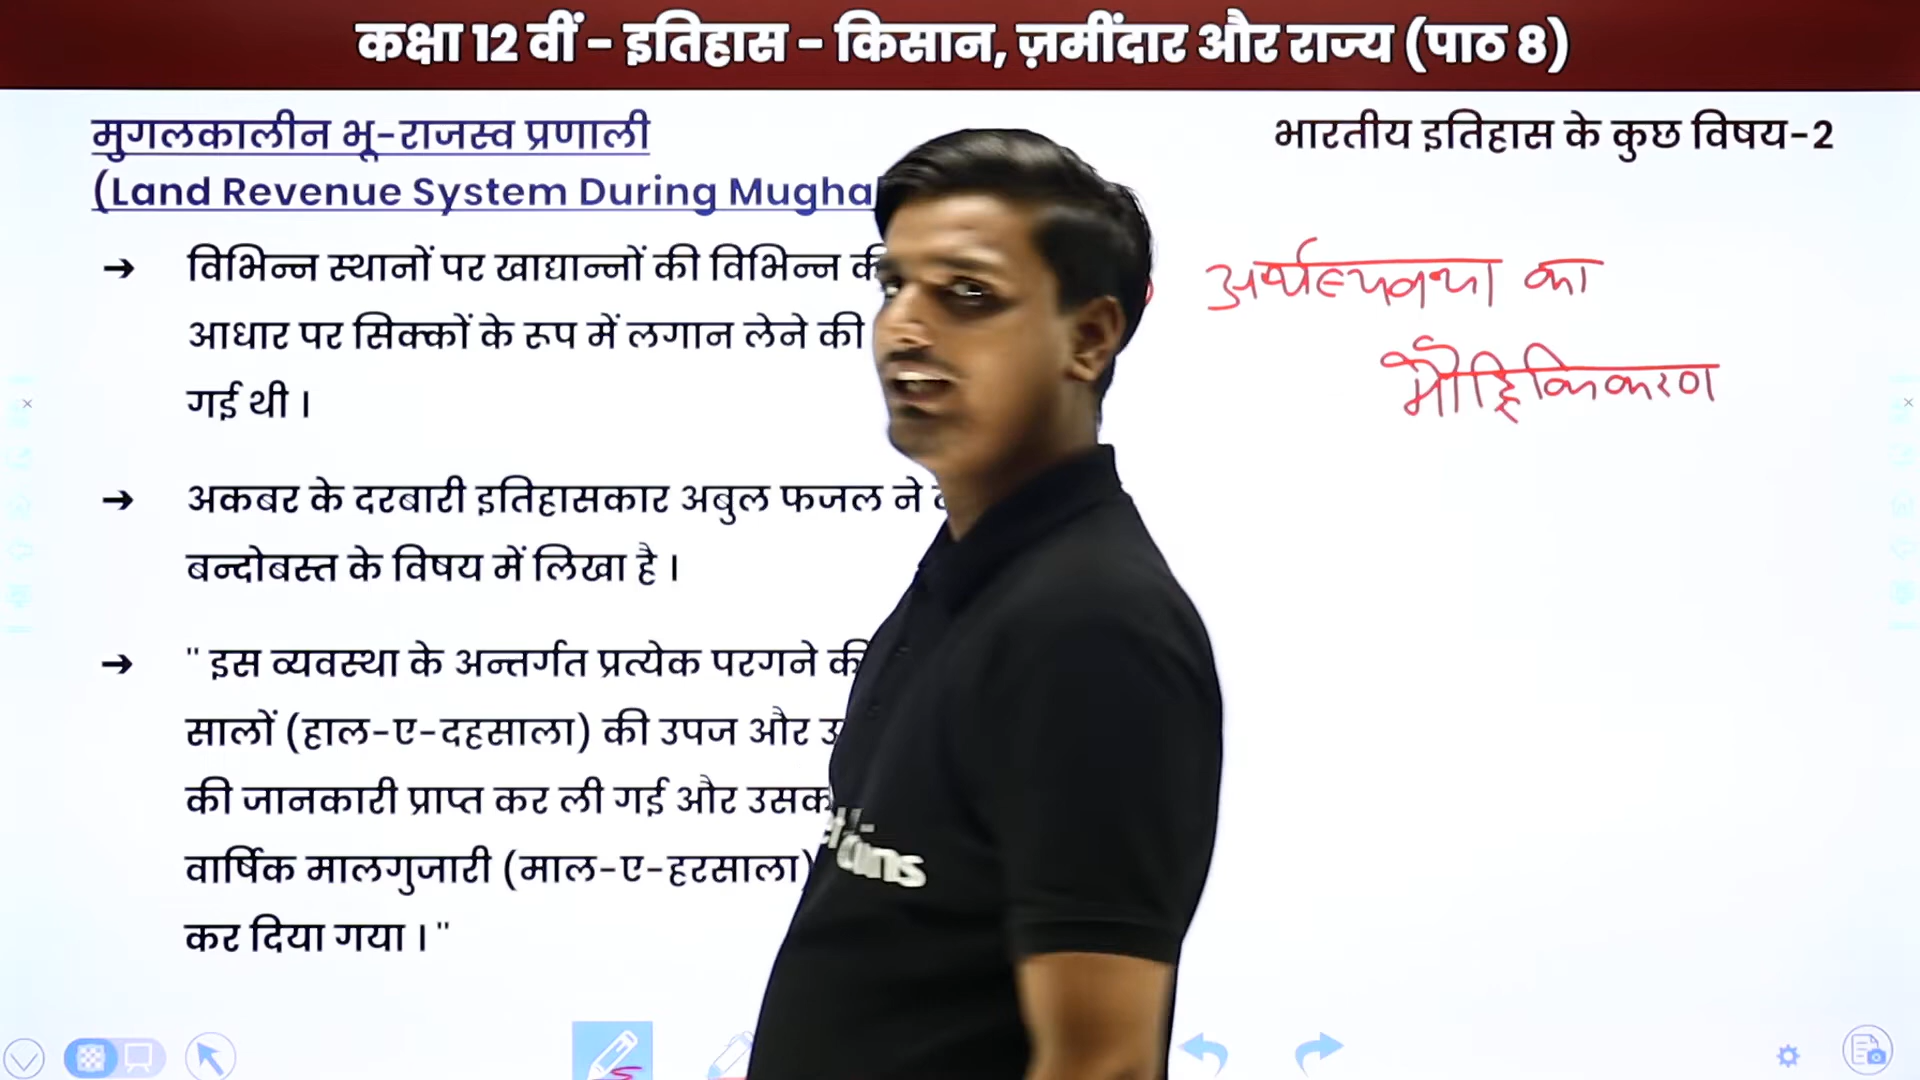 कक्षा 12 वीं - इतिहास - किसान, ज़मींदार और राज्य (पाठ 8)
मुगलकालीन भू-राजस्व प्रणाली
भारतीय इतिहास के कुछ विषय-2
(Land Revenue System During
➔ विभिन्न स्थानों पर खाद्यान्नों की विभिन्न
आधार पर सिक्कों के रूप में लगान लेने की
गई थी ।
अर्थव्यवस्था का
मौद्रिकिकरण
➔ अकबर के दरबारी इतिहासकार अबुल फजल ने
बन्दोबस्त के विषय में लिखा है ।
➔ " इस व्यवस्था के अन्तर्गत प्रत्येक परगने
सालों (हाल-ए-दहसाला) की उपज और
की जानकारी प्राप्त कर ली गई और
वार्षिक मालगुजारी (माल-ए-हरसाला)
कर दिया गया । "